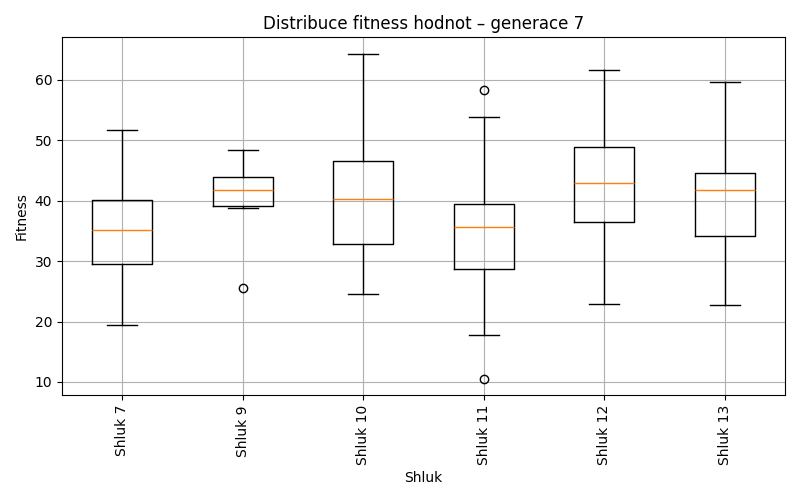 Distribuce fitness hodnot – generace 7
Fitness
60
50
40
30
20
10
Shluk 7
Shluk 9
Shluk 10
Shluk 11
Shluk 12
Shluk 13
Shluk